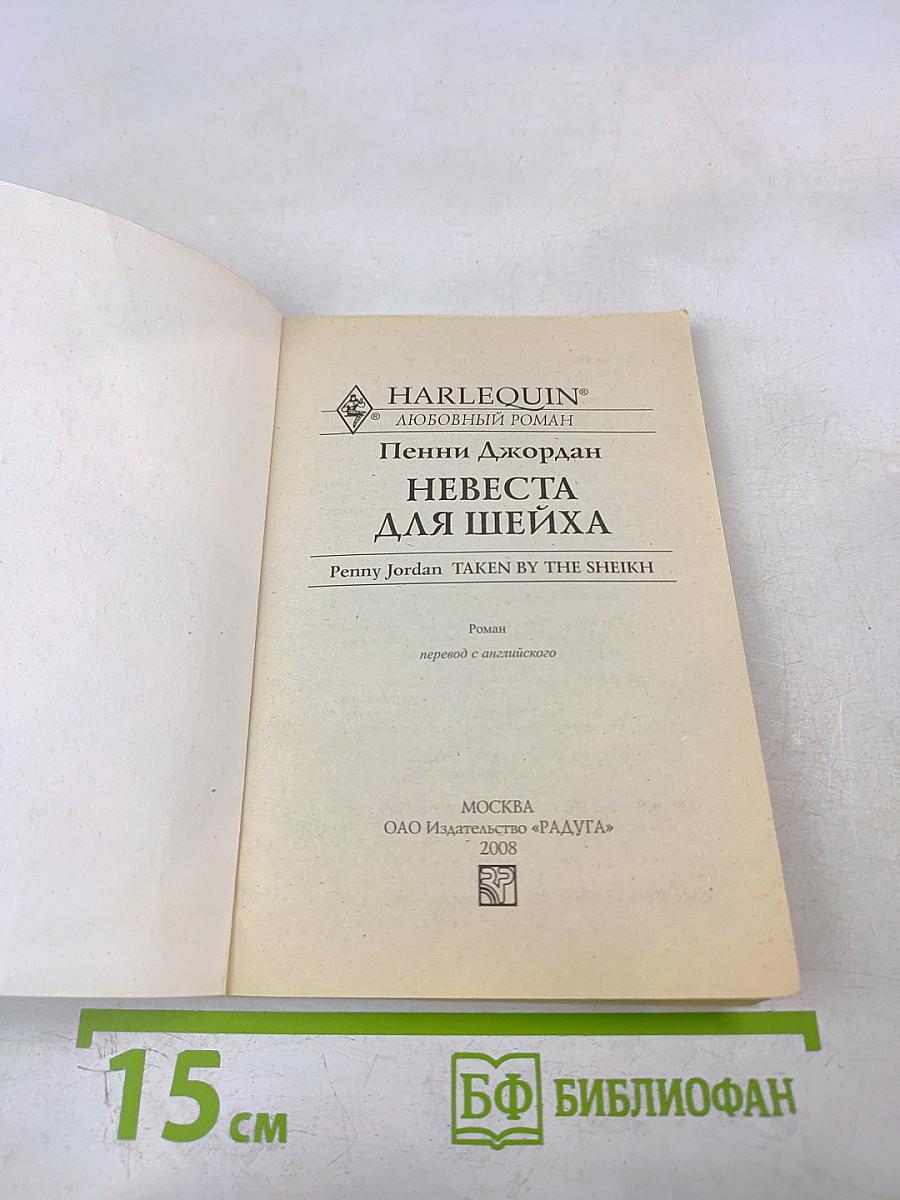 HARLEQUIN®
®
ЛЮБОВНЫЙ РОМАН
Пенни Джордан
НЕВЕСТА
ДЛЯ ШЕЙХА
Penny Jordan TAKEN BY THE SHEIKH
Роман
перевод с английского
МОСКВА
ОАО Издательство «РАДУГА»
2008
15 см
БФ БИБЛИОФАН